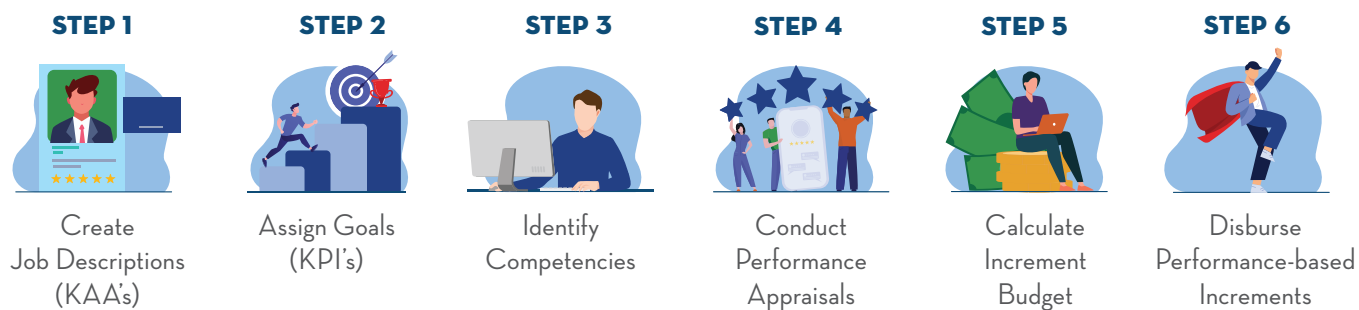 STEP 1
Create
Job Descriptions
(KAA's)
STEP 2
Assign Goals
(KPI's)
STEP 3
Identify
Competencies
STEP 4
Conduct
Performance
Appraisals
STEP 5
Calculate
Increment
Budget
STEP 6
Disburse
Performance-based
Increments